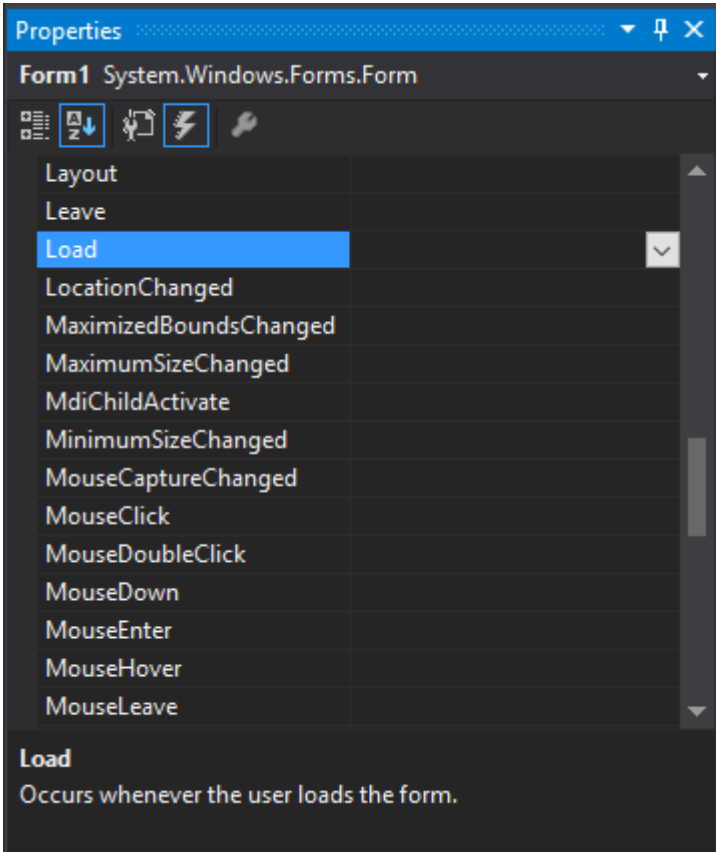 Properties
Form1 System.Windows.Forms.Form
Layout
Leave
Load
LocationChanged
MaximizedBoundsChanged
MaximumSizeChanged
MdiChildActivate
MinimumSizeChanged
MouseCaptureChanged
MouseClick
MouseDoubleClick
MouseDown
MouseEnter
MouseHover
MouseLeave
Load
Occurs whenever the user loads the form.